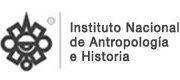 Instituto Nacional
de Antropología
e Historia